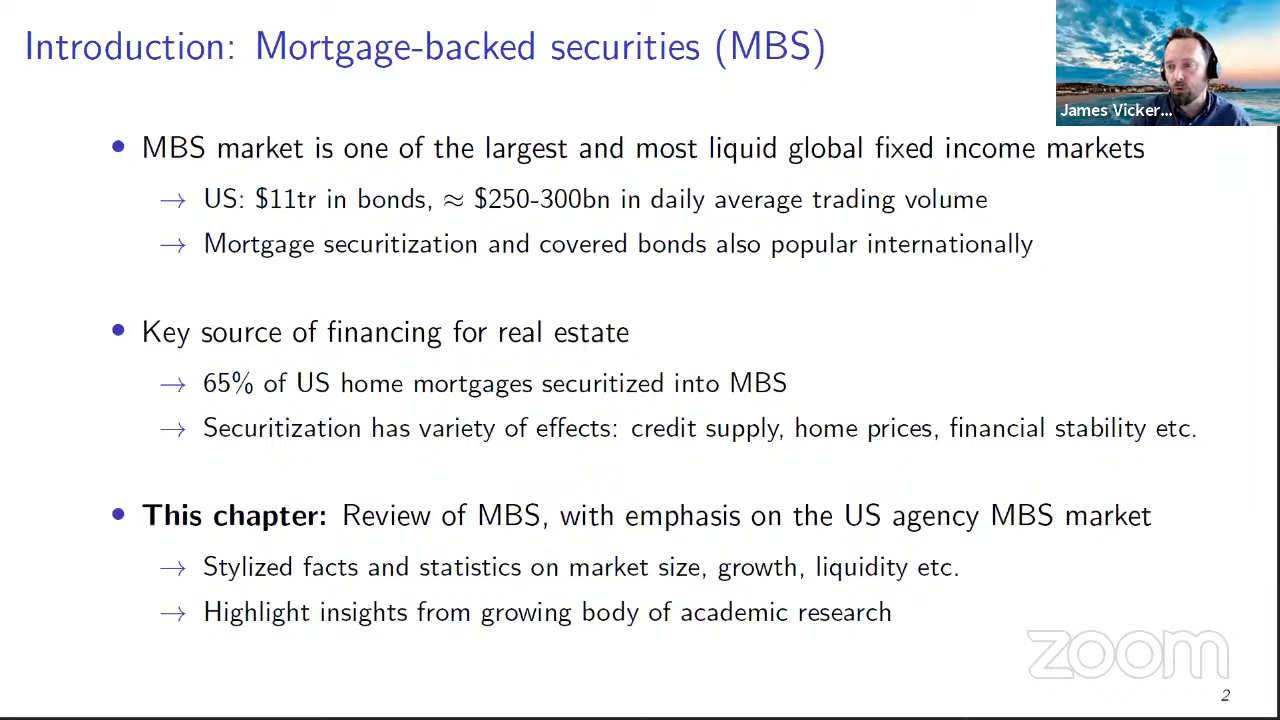 Introduction: Mortgage-backed securities (MBS)
James Vicker...
• MBS market is one of the largest and most liquid global fixed income markets
→ US: $11tr in bonds, ≈ $250-300bn in daily average trading volume
→ Mortgage securitization and covered bonds also popular internationally
• Key source of financing for real estate
→ 65% of US home mortgages securitized into MBS
→ Securitization has variety of effects: credit supply, home prices, financial stability etc.
• This chapter: Review of MBS, with emphasis on the US agency MBS market
→ Stylized facts and statistics on market size, growth, liquidity etc.
→ Highlight insights from growing body of academic research
zoom
2